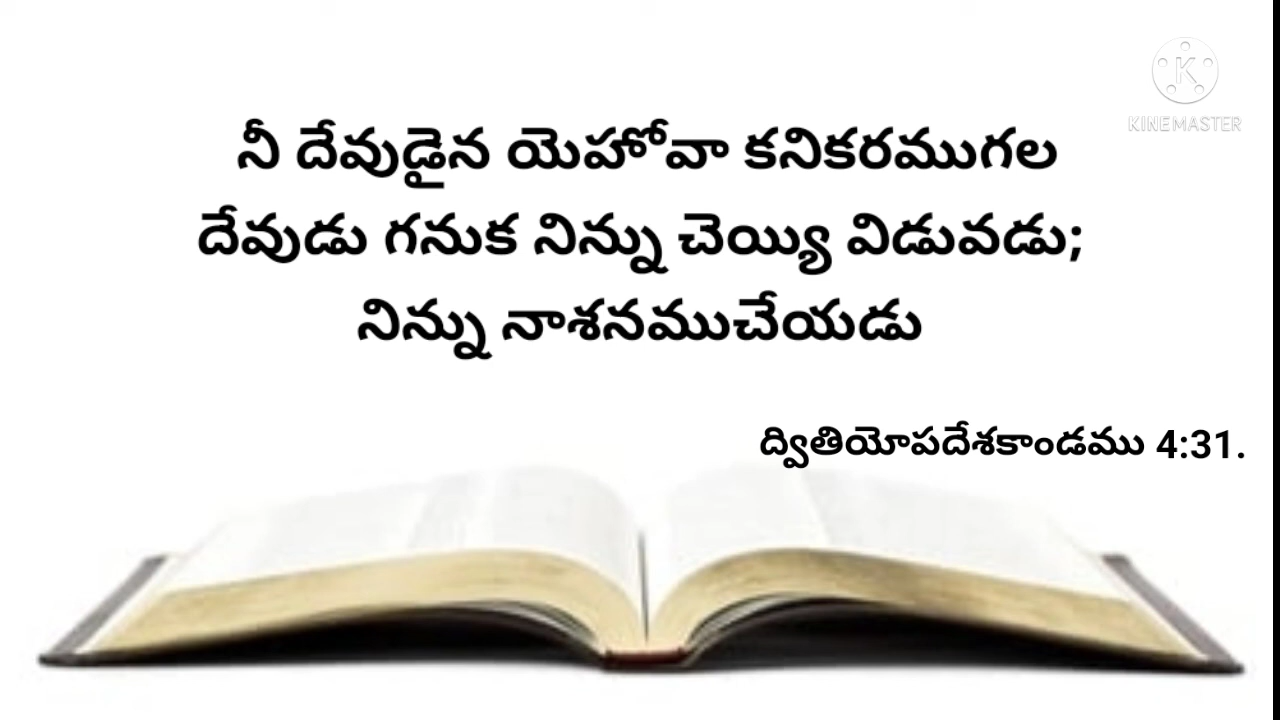 K
KINEMASTER
నీ దేవుడైన యెహోవా కనికరముగల
దేవుడు గనుక నిన్ను చెయ్యి విడువడు;
నిన్ను నాశనముచేయడు
ద్వితియోపదేశకాండము 4:31.